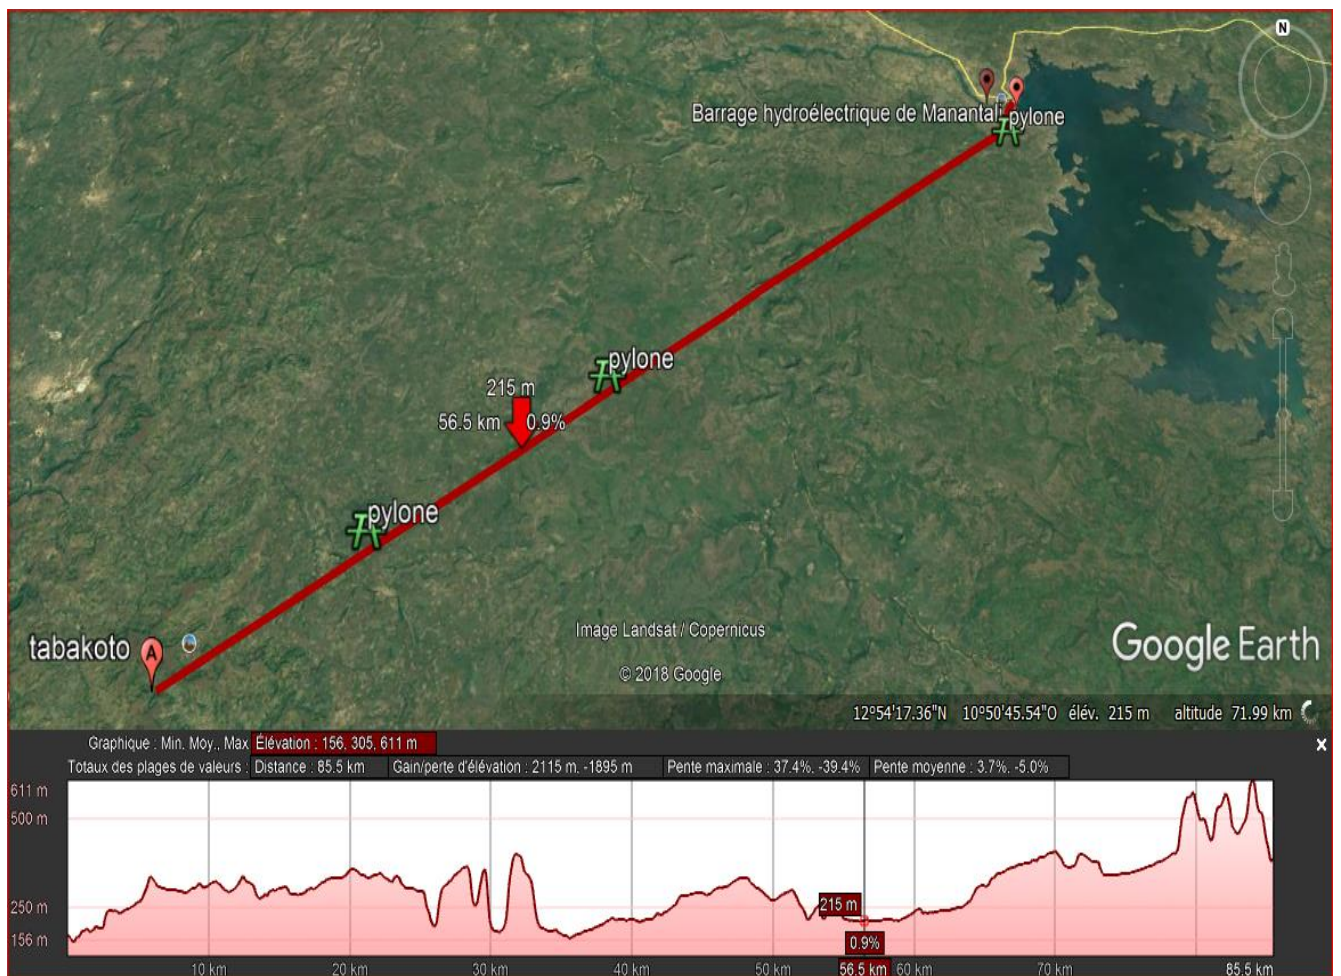 N
Barrage hydroélectrique de Manantali
pylone
pylone
215 m
56.5 km
0.9%
pylone
tabakoto
A
Image Landsat / Copernicus
© 2018 Google
Google Earth
12°54'17.36"N 10°50'45.54"O élév. 215 m altitude 71.99 km
Graphique : Min. Moy., Max. Élévation : 156, 305, 611 m
Totaux des plages de valeurs : Distance : 85.5 km Gain/perte d'élévation : 2115 m, -1895 m Pente maximale : 37.4%, -39.4% Pente moyenne : 3.7%, -5.0%
611 m
500 m
250 m
156 m
215 m
0.9%
10 km 20 km 30 km 40 km 50 km 56.5 km 60 km 70 km 85.5 km